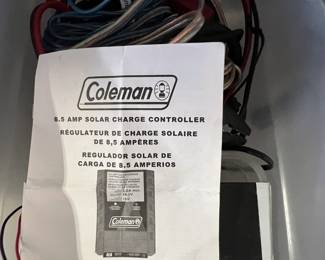 Coleman
8.5 AMP SOLAR CHARGE CONTROLLER
RÉGULATEUR DE CHARGE SOLAIRE
DE 8,5 AMPÈRES
REGULADOR SOLAR DE
CARGA DE 8.5 AMPERIOS
Coleman